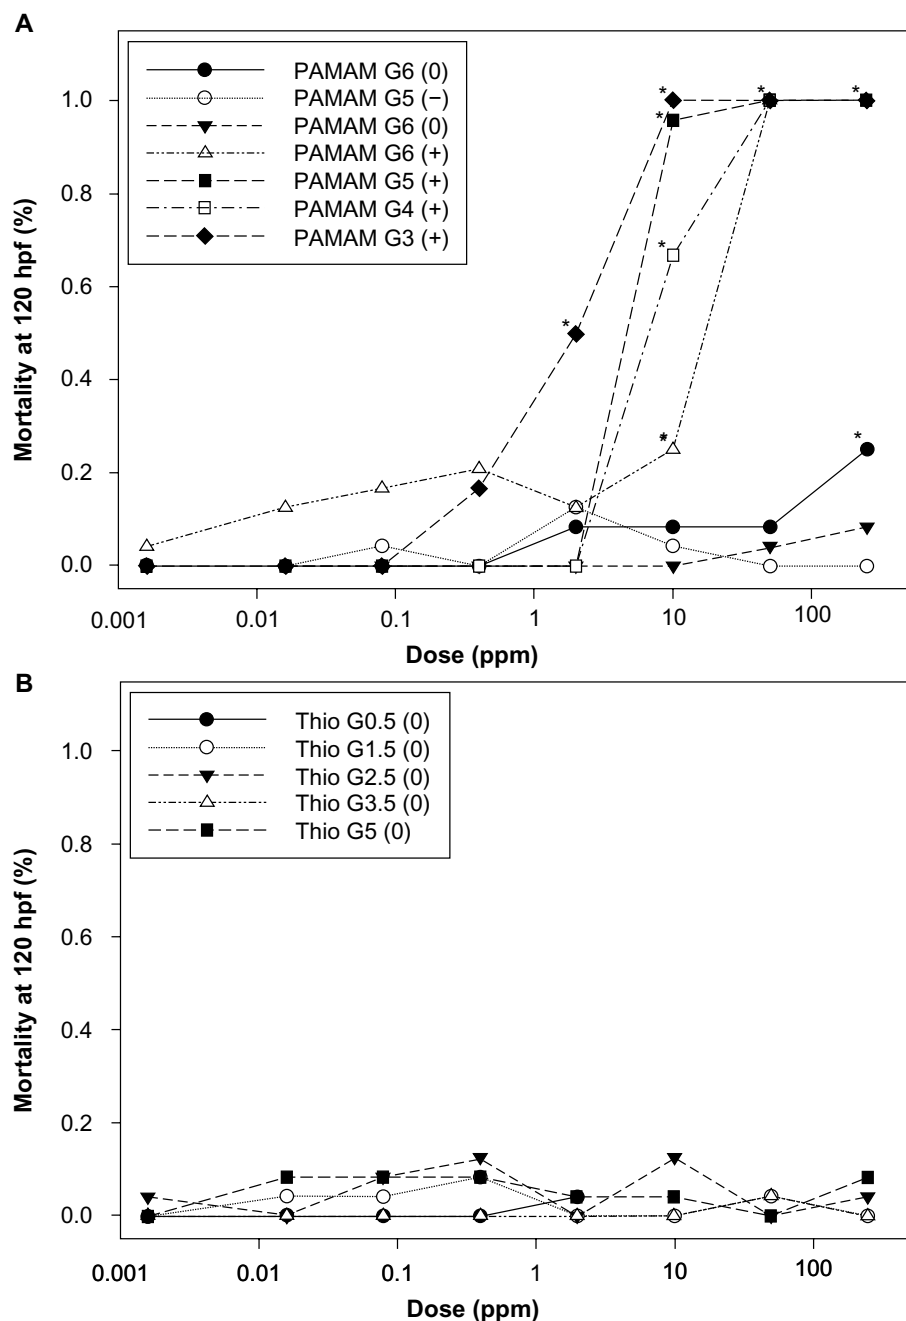 A
PAMAM G6 (0)
PAMAM G5 (−)
PAMAM G6 (0)
PAMAM G6 (+)
PAMAM G5 (+)
PAMAM G4 (+)
PAMAM G3 (+)
Mortality at 120 hpf (%)
1.0
0.8
0.6
0.4
0.2
0.0
* * *
*
*
*
*
*
0.001 0.01 0.1 1 10 100
Dose (ppm)
B
Thio G0.5 (0)
Thio G1.5 (0)
Thio G2.5 (0)
Thio G3.5 (0)
Thio G5 (0)
Mortality at 120 hpf (%)
1.0
0.8
0.6
0.4
0.2
0.0
0.001 0.01 0.1 1 10 100
Dose (ppm)